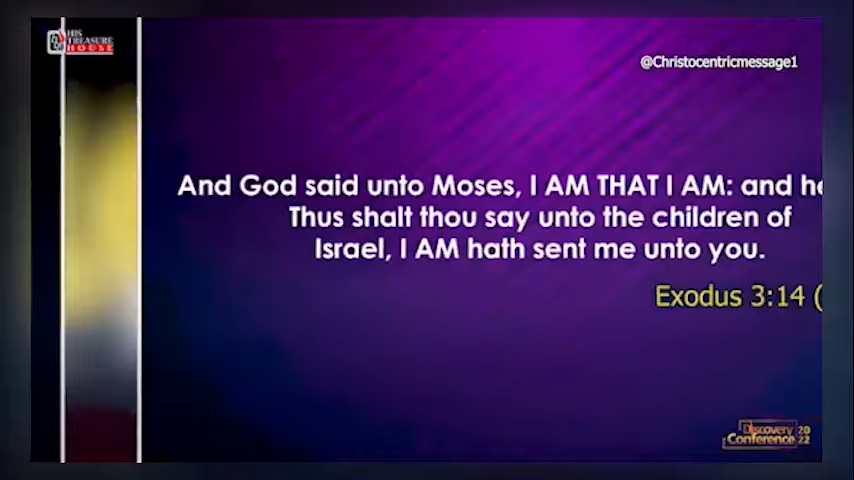 HIS
TREASURE
HOUSE
@Christocentricmessage1
And God said unto Moses, I AM THAT I AM: and he
Thus shalt thou say unto the children of
Israel, I AM hath sent me unto you.
Exodus 3:14 (
Discovery 20
Conference 22